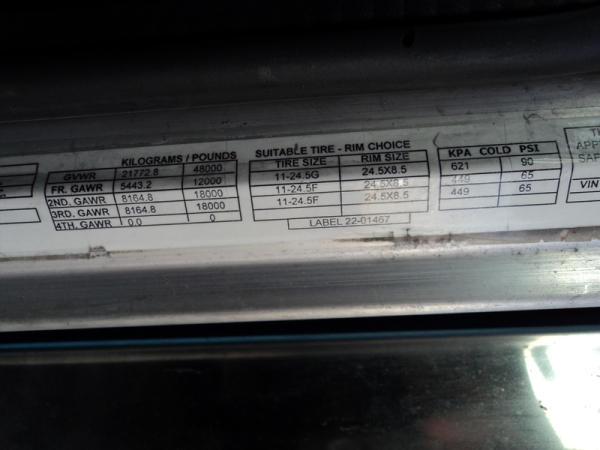 KILOGRAMS / POUNDS
GVWR 21772.8 48000
FR. GAWR 5443.2 12000
2ND. GAWR 8164.8 18000
3RD. GAWR 8164.8 18000
4TH. GAWR 0.0 0
SUITABLE TIRE - RIM CHOICE
TIRE SIZE RIM SIZE
11-24.5G 24.5X8.5
11-24.5F 24.5X8.5
11-24.5F 24.5X8.5
LABEL 22-01467
KPA COLD PSI
621 90
449 65
449 65
VIN